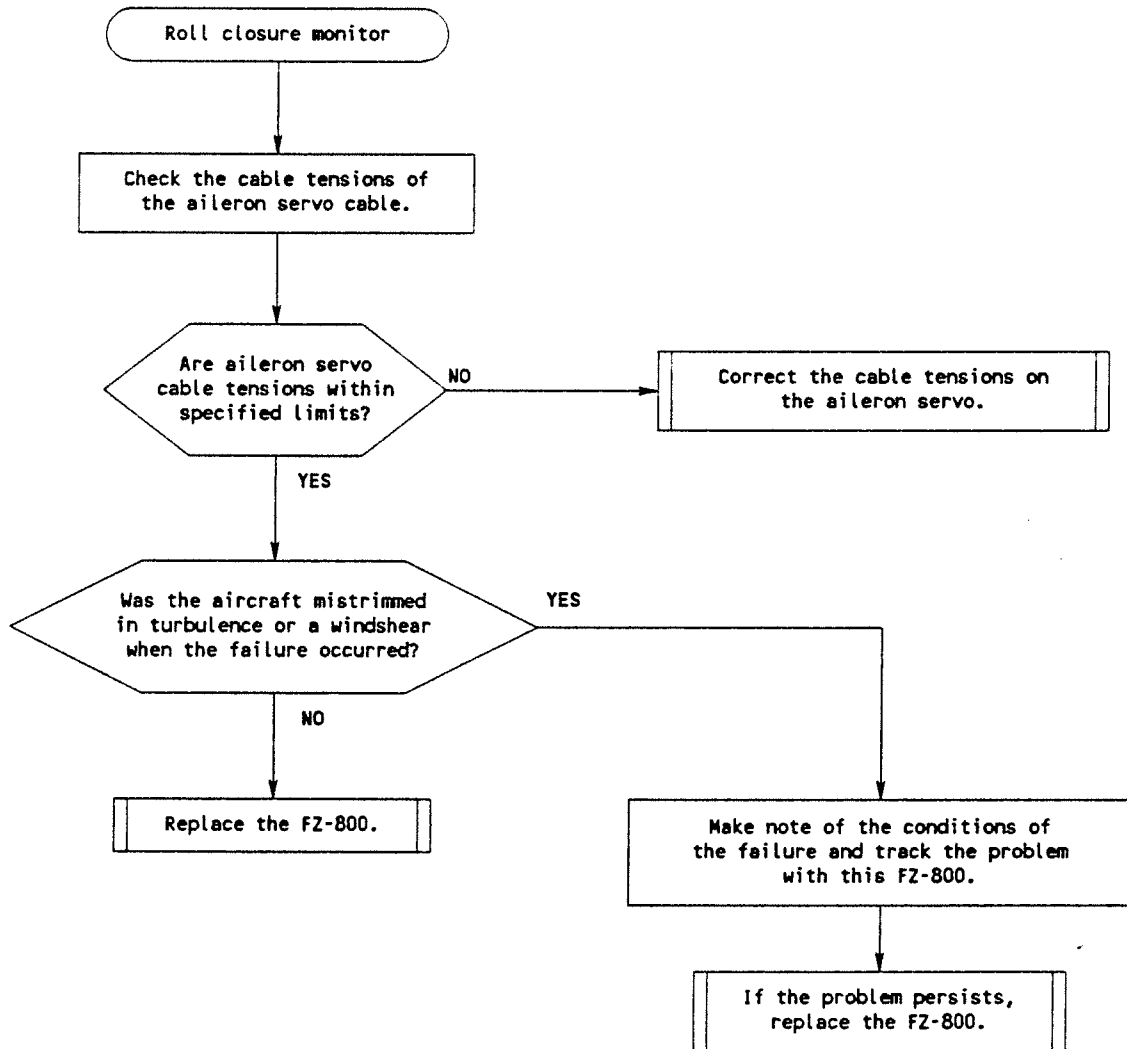 Roll closure monitor
Check the cable tensions of
the aileron servo cable.
Are aileron servo
cable tensions within
specified limits?
NO
Correct the cable tensions on
the aileron servo.
YES
Was the aircraft mistrimmed
in turbulence or a windshear
when the failure occurred?
YES
NO
Replace the FZ-800.
Make note of the conditions of
the failure and track the problem
with this FZ-800.
If the problem persists,
replace the FZ-800.